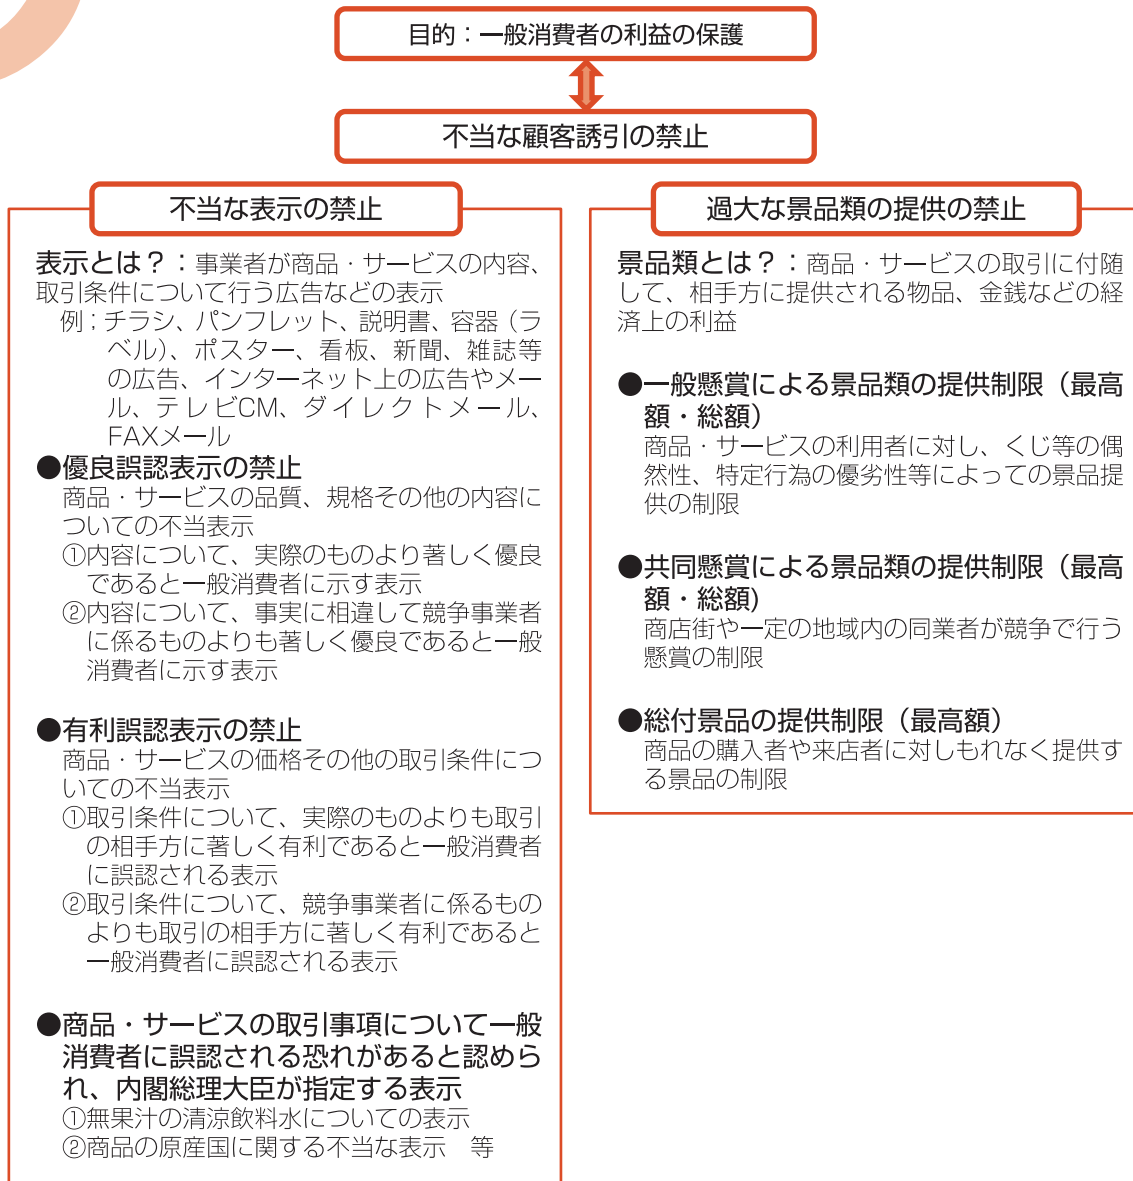 目的：一般消費者の利益の保護
不当な顧客誘引の禁止
不当な表示の禁止
表示とは？：事業者が商品・サービスの内容、
取引条件について行う広告などの表示
例：チラシ、パンフレット、説明書、容器（ラ
ベル）、ポスター、看板、新聞、雑誌等
の広告、インターネット上の広告やメー
ル、テレビCM、ダイレクトメール、
FAXメール
●優良誤認表示の禁止
商品・サービスの品質、規格その他の内容に
ついての不当表示
①内容について、実際のものより著しく優良
であると一般消費者に示す表示
②内容について、事実に相違して競争事業者
に係るものよりも著しく優良であると一般
消費者に示す表示
●有利誤認表示の禁止
商品・サービスの価格その他の取引条件につ
いての不当表示
①取引条件について、実際のものよりも取引
の相手方に著しく有利であると一般消費者
に誤認される表示
②取引条件について、競争事業者に係るもの
よりも取引の相手方に著しく有利であると
一般消費者に誤認される表示
●商品・サービスの取引事項について一般
消費者に誤認される恐れがあると認めら
れ、内閣総理大臣が指定する表示
①無果汁の清涼飲料水についての表示
②商品の原産国に関する不当な表示　等
過大な景品類の提供の禁止
景品類とは？：商品・サービスの取引に付随
して、相手方に提供される物品、金銭などの経
済上の利益
●一般懸賞による景品類の提供制限（最高
額・総額）
商品・サービスの利用者に対し、くじ等の偶
然性、特定行為の優劣性等によっての景品提
供の制限
●共同懸賞による景品類の提供制限（最高
額・総額)
商店街や一定の地域内の同業者が競争で行う
懸賞の制限
●総付景品の提供制限（最高額）
商品の購入者や来店者に対しもれなく提供す
る景品の制限